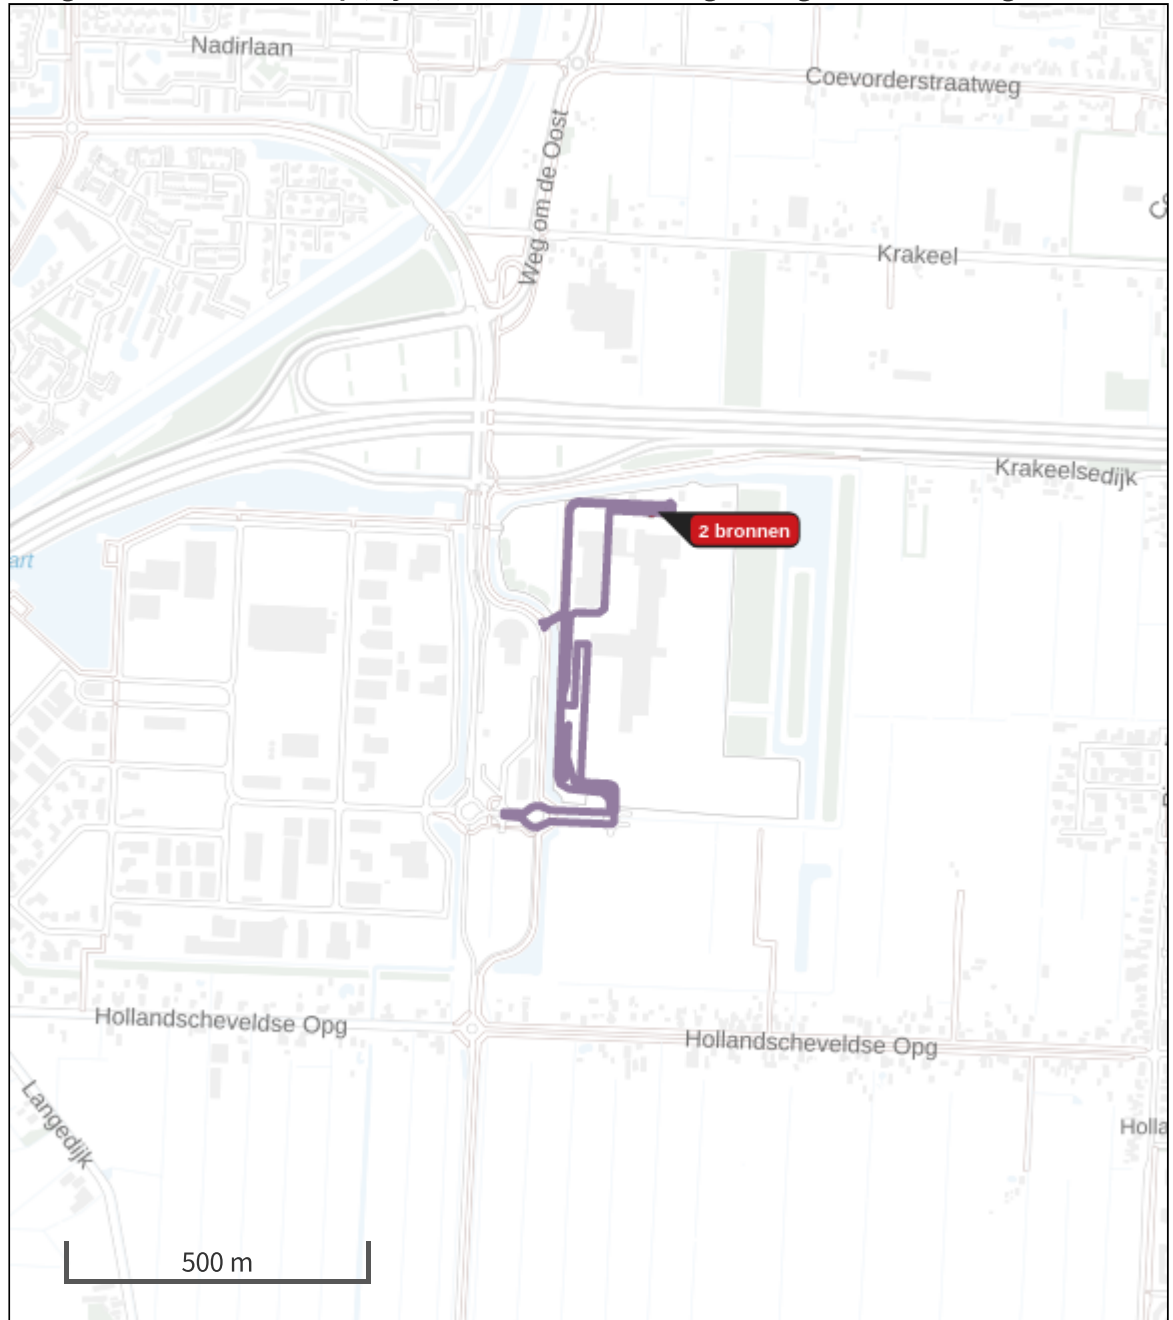 Nadirlaan
Coevorderstraatweg
Weg om de Oost
Krakeel
Krakeelsedijk
2 bronnen
art
Hollandscheveldse Opg
Hollandscheveldse Opg
Langedijk
Holla
500 m